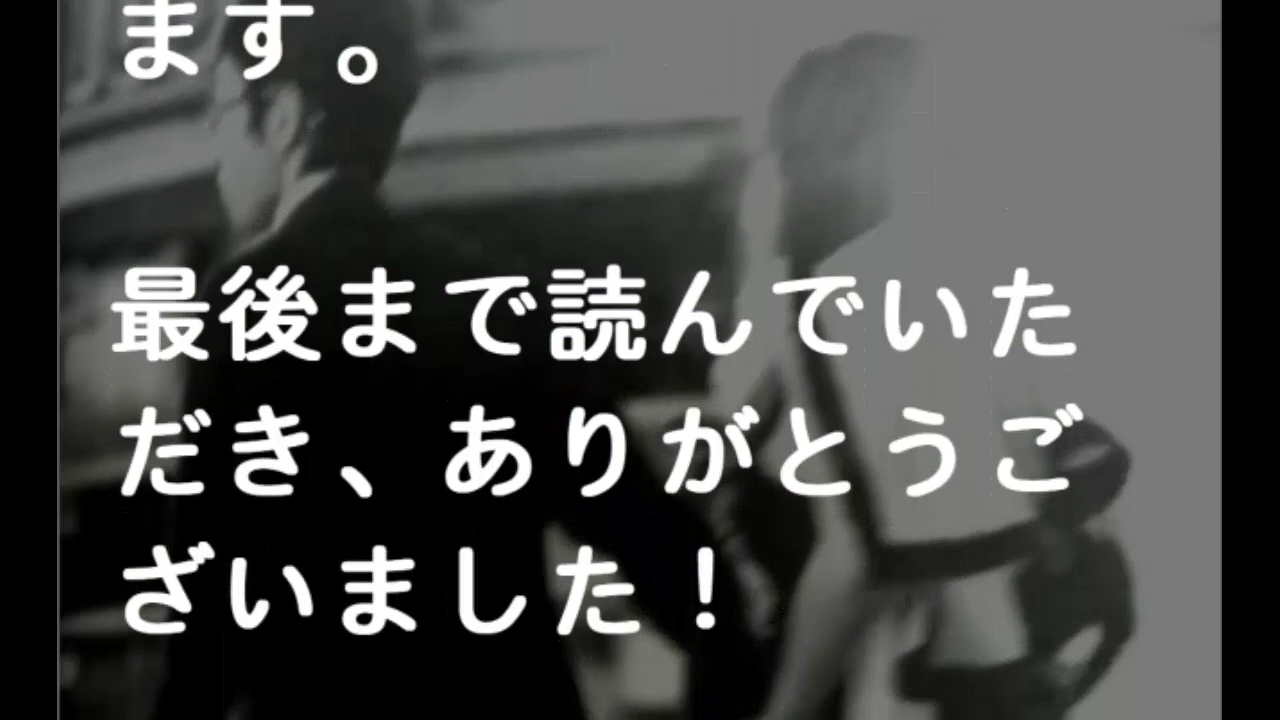 ます。
最後まで読んでいた
だき、ありがとうご
ざいました！